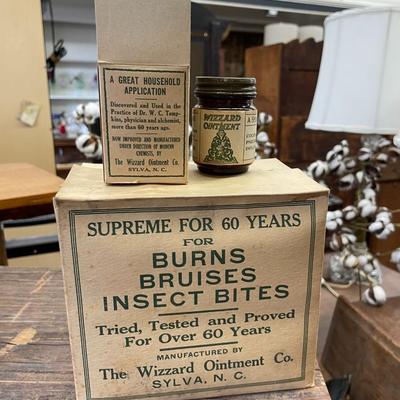 A GREAT HOUSEHOLD
APPLICATION
Discovered and Used in the
Practice of Dr. W. C. Tomp-
kins, physician and alchemist,
more than 60 years ago.
NOW IMPROVED AND MANUFACTURED
UNDER DIRECTION OF MODERN
CHEMISTS, BY
The Wizzard Ointment Co.
SYLVA, N. C.
WIZZARD
OINTMENT
SUPREME FOR 60 YEARS
FOR
BURNS
BRUISES
INSECT BITES
Tried, Tested and Proved
For Over 60 Years
MANUFACTURED BY
The Wizzard Ointment Co.
SYLVA, N. C.